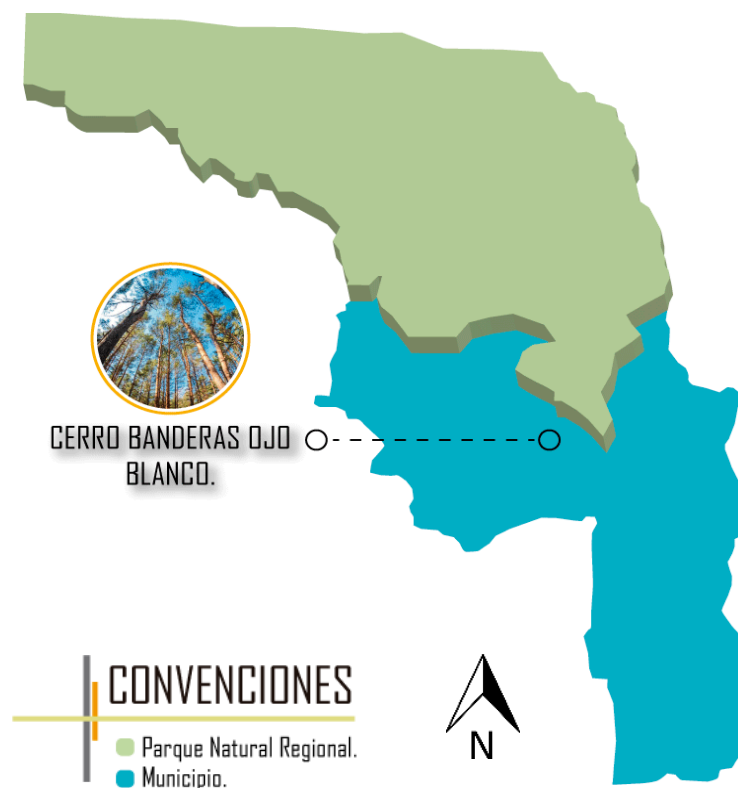 CERRO BANDERAS OJO
BLANCO.
CONVENCIONES
Parque Natural Regional.
Municipio.
N